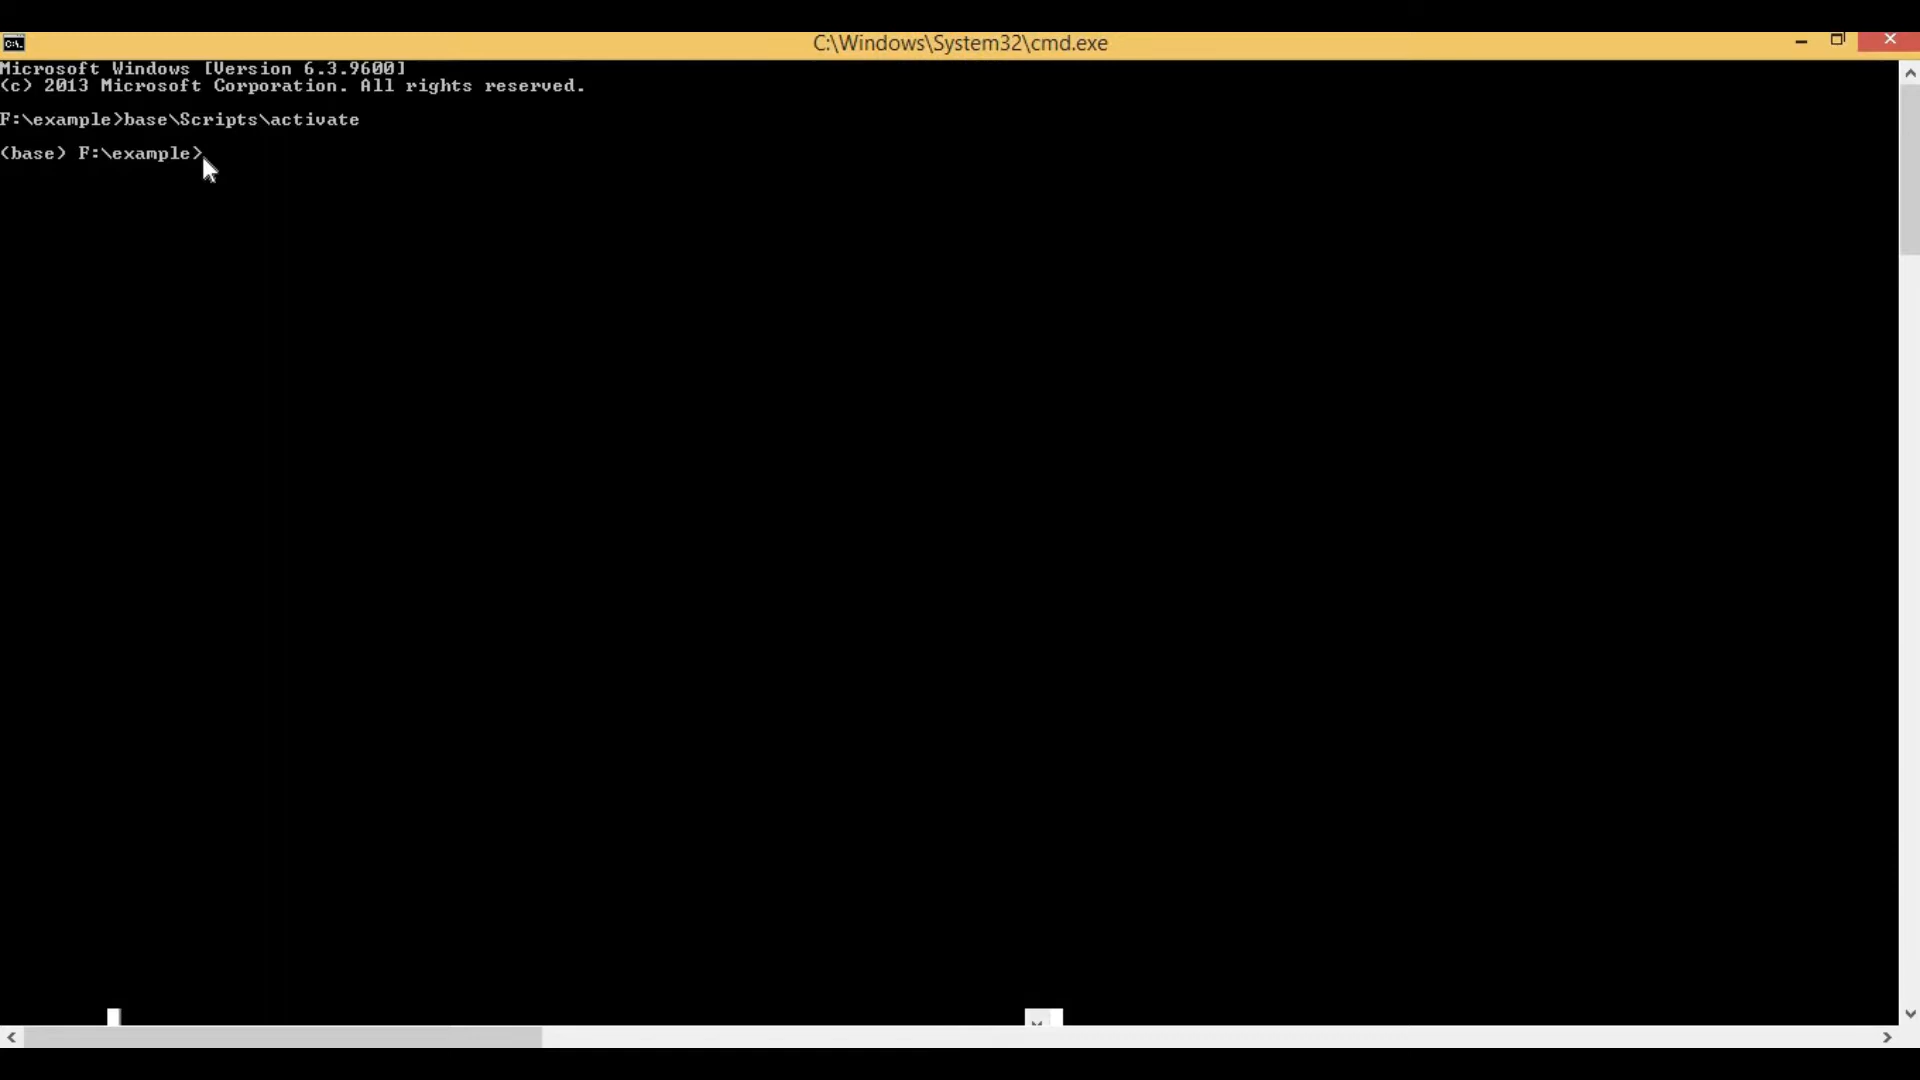 C:\Windows\System32\cmd.exe
Microsoft Windows [Version 6.3.9600]
(c) 2013 Microsoft Corporation. All rights reserved.
F:\example>base\Scripts\activate
(base) F:\example>